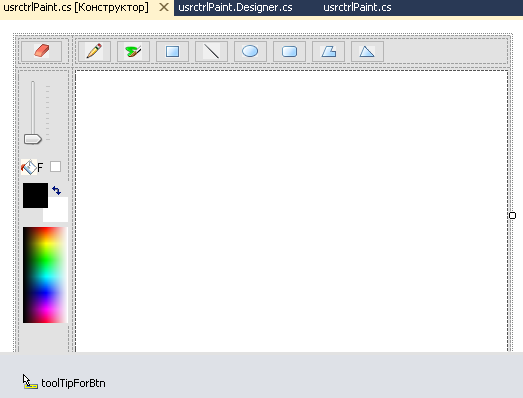 usrctrlPaint.cs [Конструктор] usrctrlPaint.Designer.cs usrctrlPaint.cs
F
toolTipForBtn